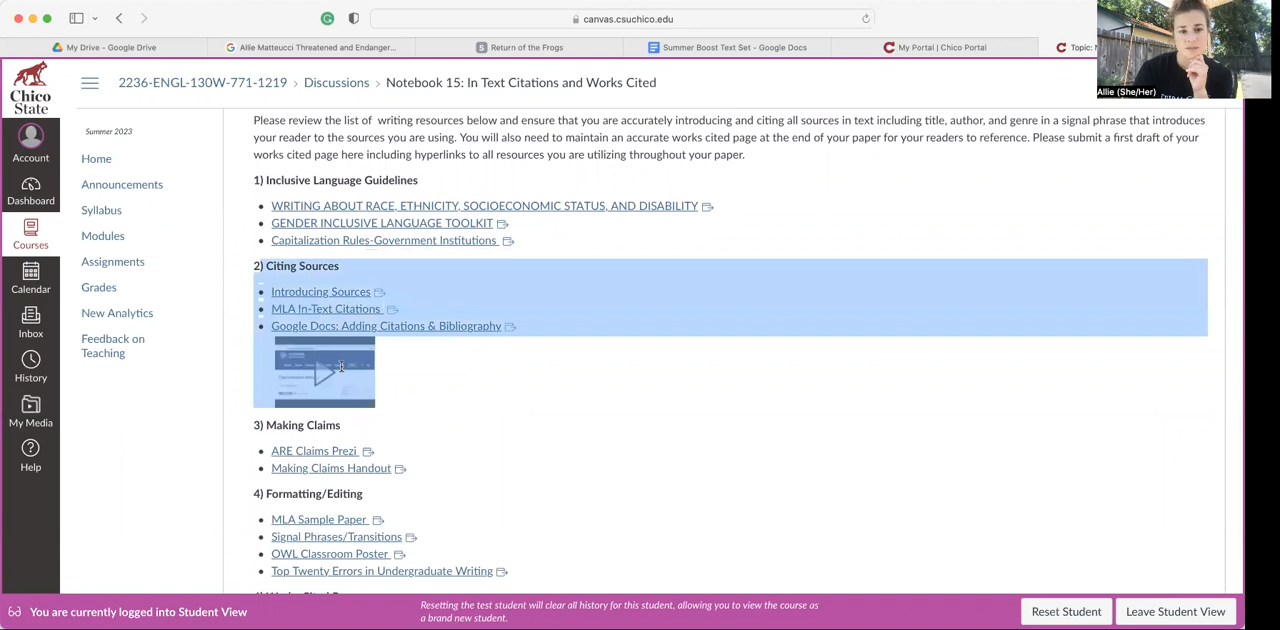 canvas.csuchico.edu
My Drive - Google Drive
Allie Matteucci Threatened and Endanger...
Return of the Frogs
Summer Boost Text Set - Google Docs
My Portal | Chico Portal
Allie (She/Her)
Chico
State
Account
Dashboard
Courses
Calendar
Inbox
History
My Media
Help
2236-ENGL-130W-771-1219 › Discussions › Notebook 15: In Text Citations and Works Cited
Summer 2023
Home
Announcements
Syllabus
Modules
Assignments
Grades
New Analytics
Feedback on
Teaching
Please review the list of writing resources below and ensure that you are accurately introducing and citing all sources in text including title, author, and genre in a signal phrase that introduces
your reader to the sources you are using. You will also need to maintain an accurate works cited page at the end of your paper for your readers to reference. Please submit a first draft of your
works cited page here including hyperlinks to all resources you are utilizing throughout your paper.
1) Inclusive Language Guidelines
• WRITING ABOUT RACE, ETHNICITY, SOCIOECONOMIC STATUS, AND DISABILITY
• GENDER INCLUSIVE LANGUAGE TOOLKIT
• Capitalization Rules-Government Institutions
2) Citing Sources
• Introducing Sources
• MLA In-Text Citations
• Google Docs: Adding Citations & Bibliography
3) Making Claims
• ARE Claims Prezi
• Making Claims Handout
4) Formatting/Editing
• MLA Sample Paper
• Signal Phrases/Transitions
• OWL Classroom Poster
• Top Twenty Errors in Undergraduate Writing
You are currently logged into Student View
Resetting the test student will clear all history for this student, allowing you to view the course as
a brand new student.
Reset Student
Leave Student View